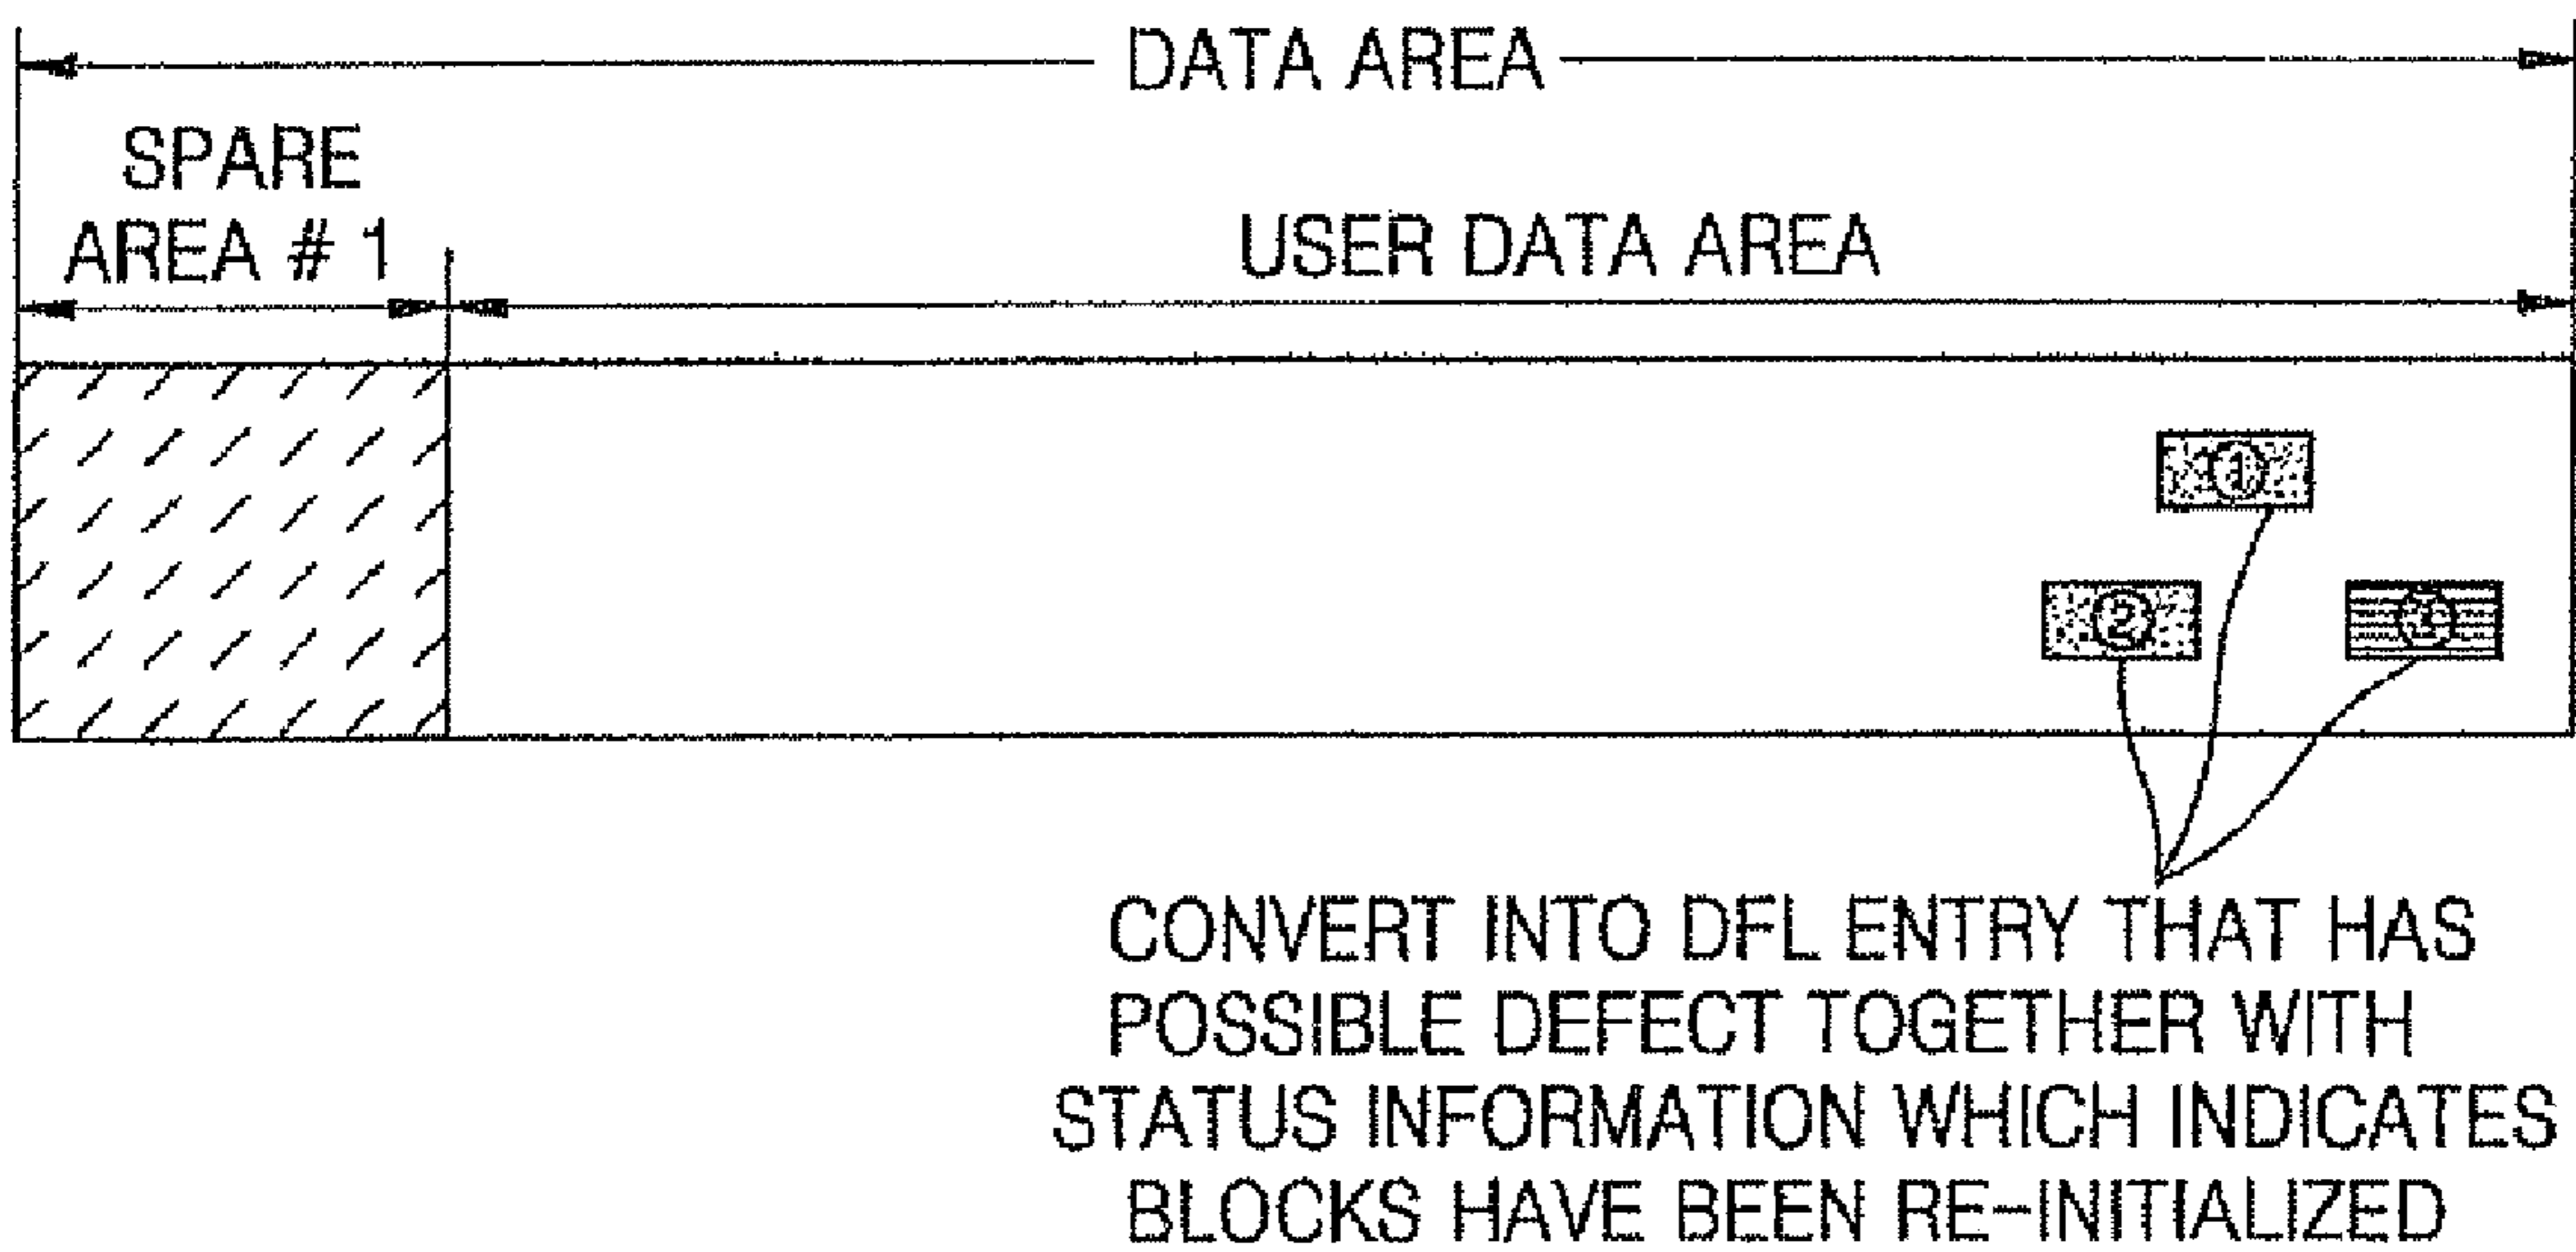 DATA AREA
SPARE
AREA # 1
USER DATA AREA
①
②
CONVERT INTO DFL ENTRY THAT HAS
POSSIBLE DEFECT TOGETHER WITH
STATUS INFORMATION WHICH INDICATES
BLOCKS HAVE BEEN RE-INITIALIZED